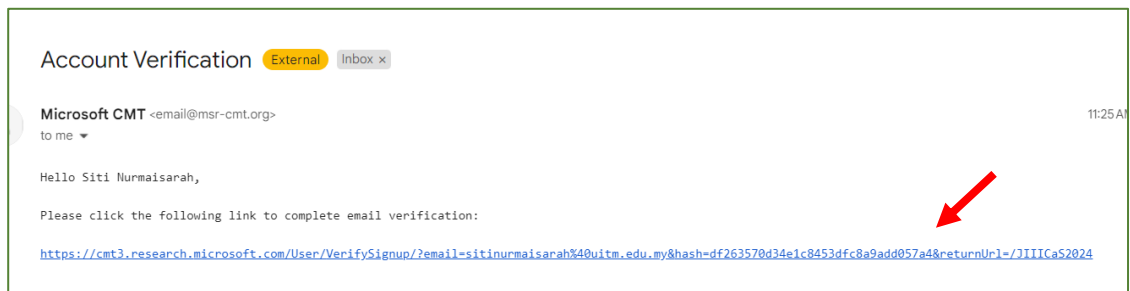 Account Verification External Inbox ×
Microsoft CMT <email@msr-cmt.org> 11:25 AM
to me
Hello Siti Nurmaisarah,
Please click the following link to complete email verification:
https://cmt3.research.microsoft.com/User/VerifySignup/?email=sitinurmaisarah%40uitm.edu.my&hash=df263570d34e1c8453dfc8a9add057a4&returnUrl=/JIIICaS2024